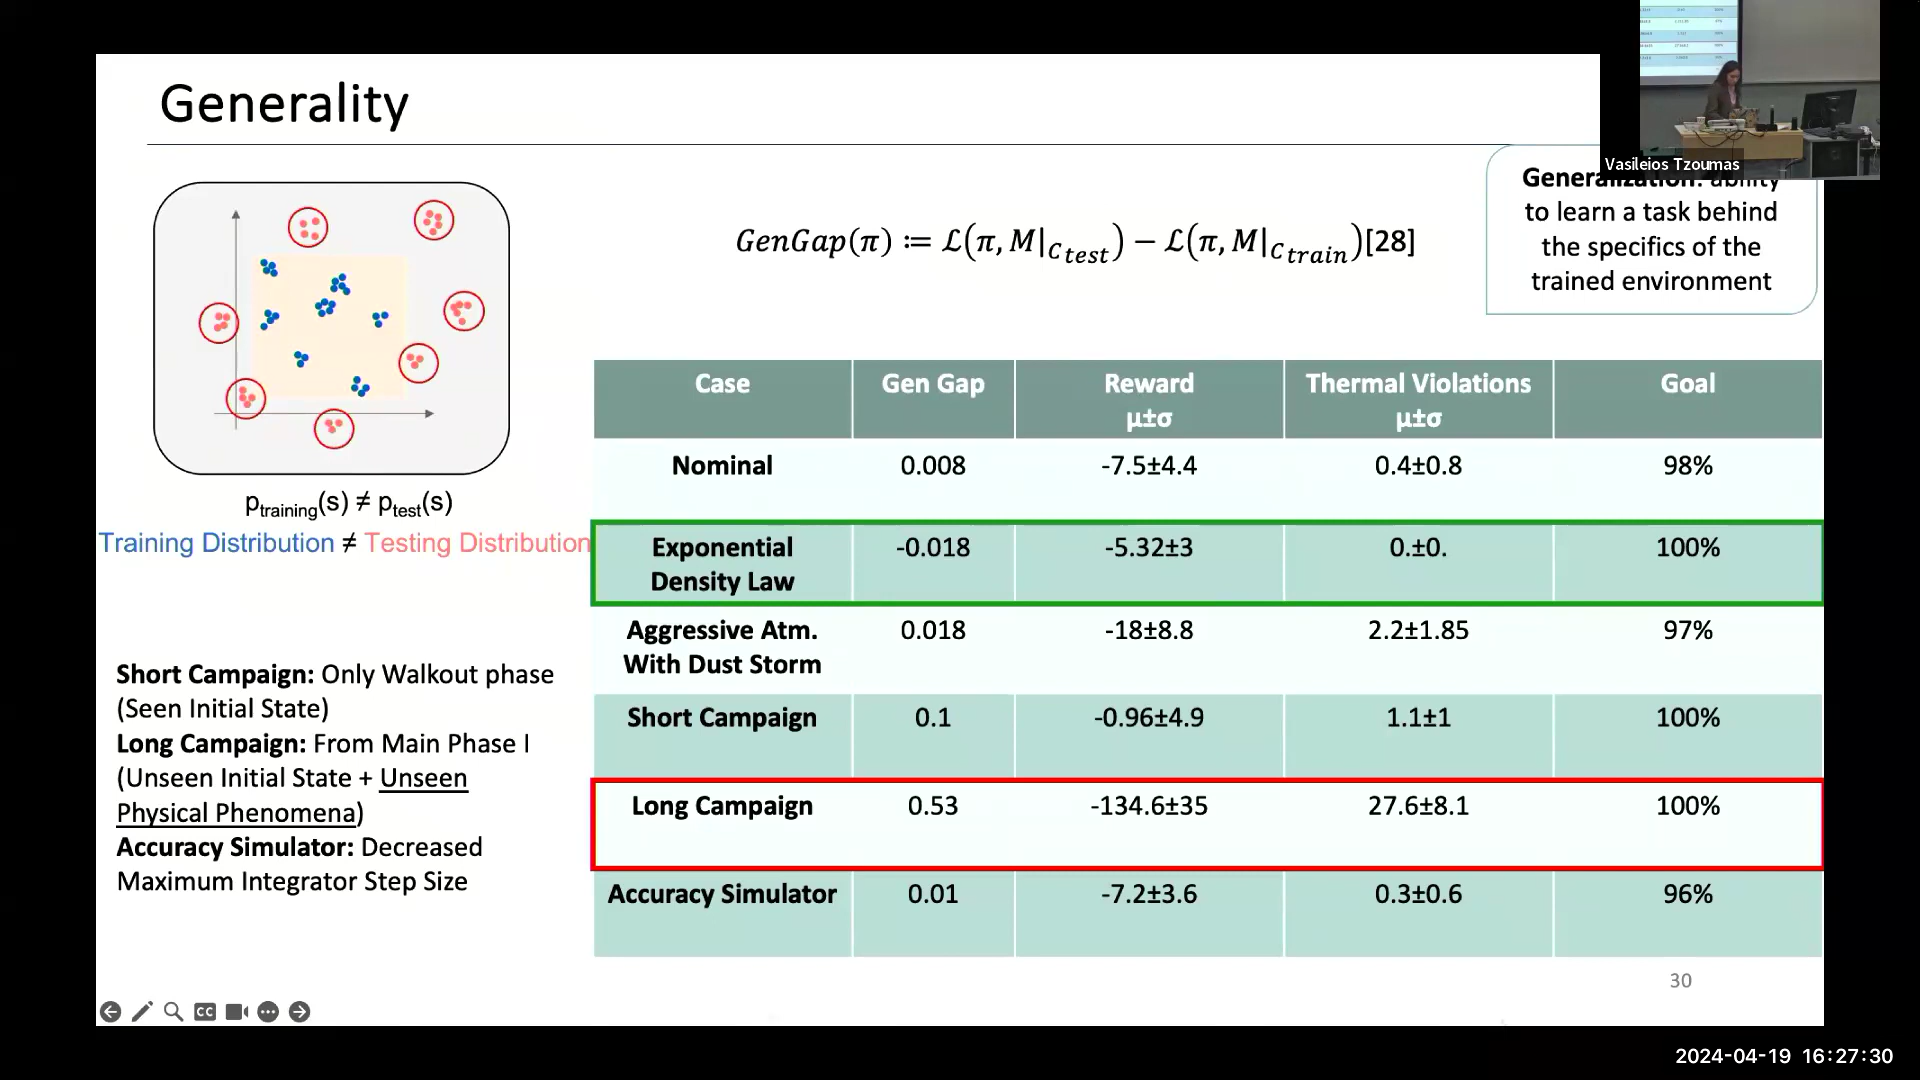 Generality
Vasileios Tzoumas
Generalization: ability
to learn a task behind
the specifics of the
trained environment
GenGap(π) ≔ ℒ(π, M|C_test) − ℒ(π, M|C_train)[28]
p_training(s) ≠ p_test(s)
Training Distribution ≠ Testing Distribution
Short Campaign: Only Walkout phase
(Seen Initial State)
Long Campaign: From Main Phase I
(Unseen Initial State + Unseen
Physical Phenomena)
Accuracy Simulator: Decreased
Maximum Integrator Step Size
Case Gen Gap Reward μ±σ Thermal Violations μ±σ Goal
Nominal 0.008 -7.5±4.4 0.4±0.8 98%
Exponential Density Law -0.018 -5.32±3 0.±0. 100%
Aggressive Atm. With Dust Storm 0.018 -18±8.8 2.2±1.85 97%
Short Campaign 0.1 -0.96±4.9 1.1±1 100%
Long Campaign 0.53 -134.6±35 27.6±8.1 100%
Accuracy Simulator 0.01 -7.2±3.6 0.3±0.6 96%
30
CC
2024-04-19 16:27:30